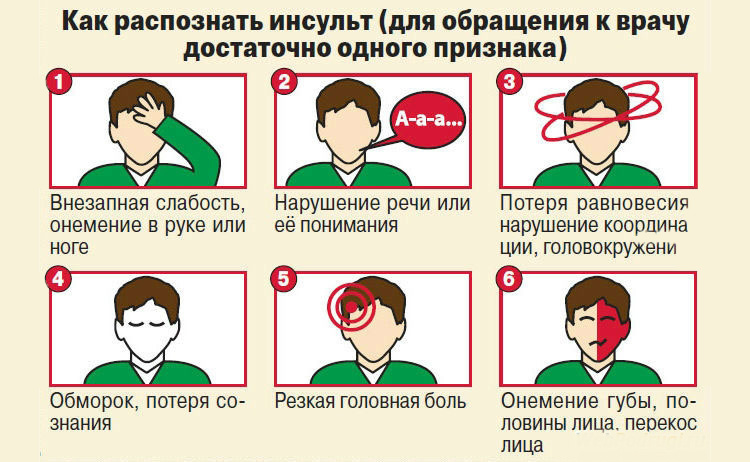 Как распознать инсульт (для обращения к врачу
достаточно одного признака)
1
2
А-а-а...
3
Внезапная слабость,
онемение в руке или
ноге
Нарушение речи или
её понимания
Потеря равновесия
нарушение координа
ции, головокружени
4
5
6
Обморок, потеря со-
знания
Резкая головная боль
Онемение губы, по-
ловины лица, перекос
лица